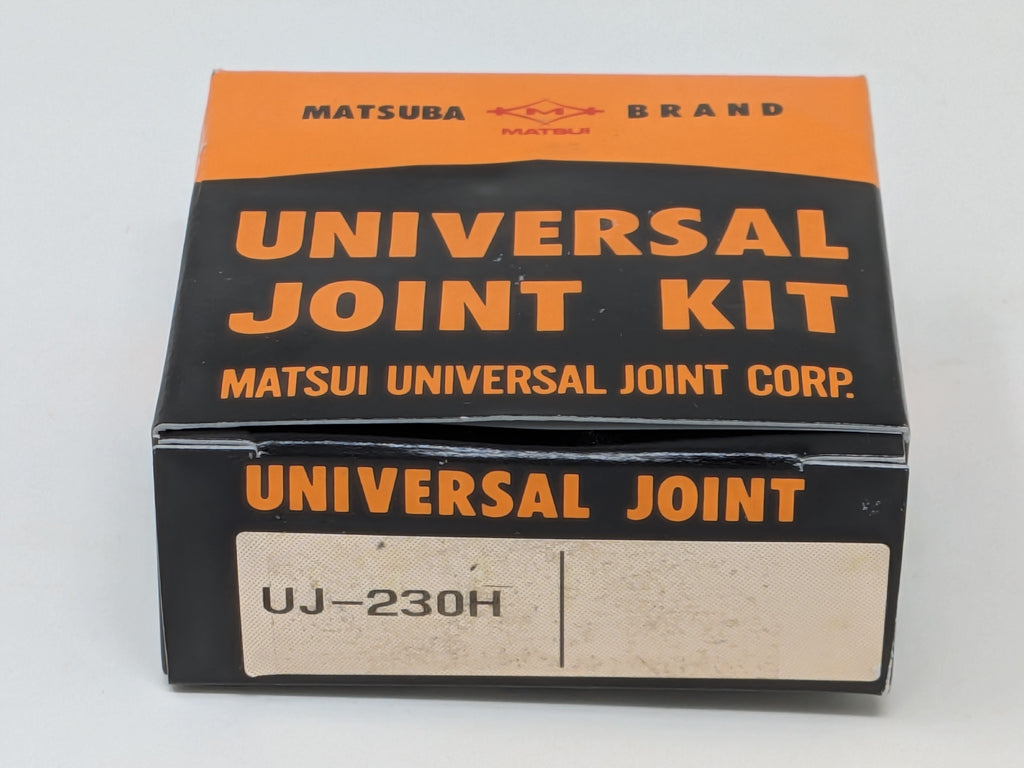 MATSUBA M BRAND
MATSUI
UNIVERSAL
JOINT KIT
MATSUI UNIVERSAL JOINT CORP.
UNIVERSAL JOINT
UJ-230H